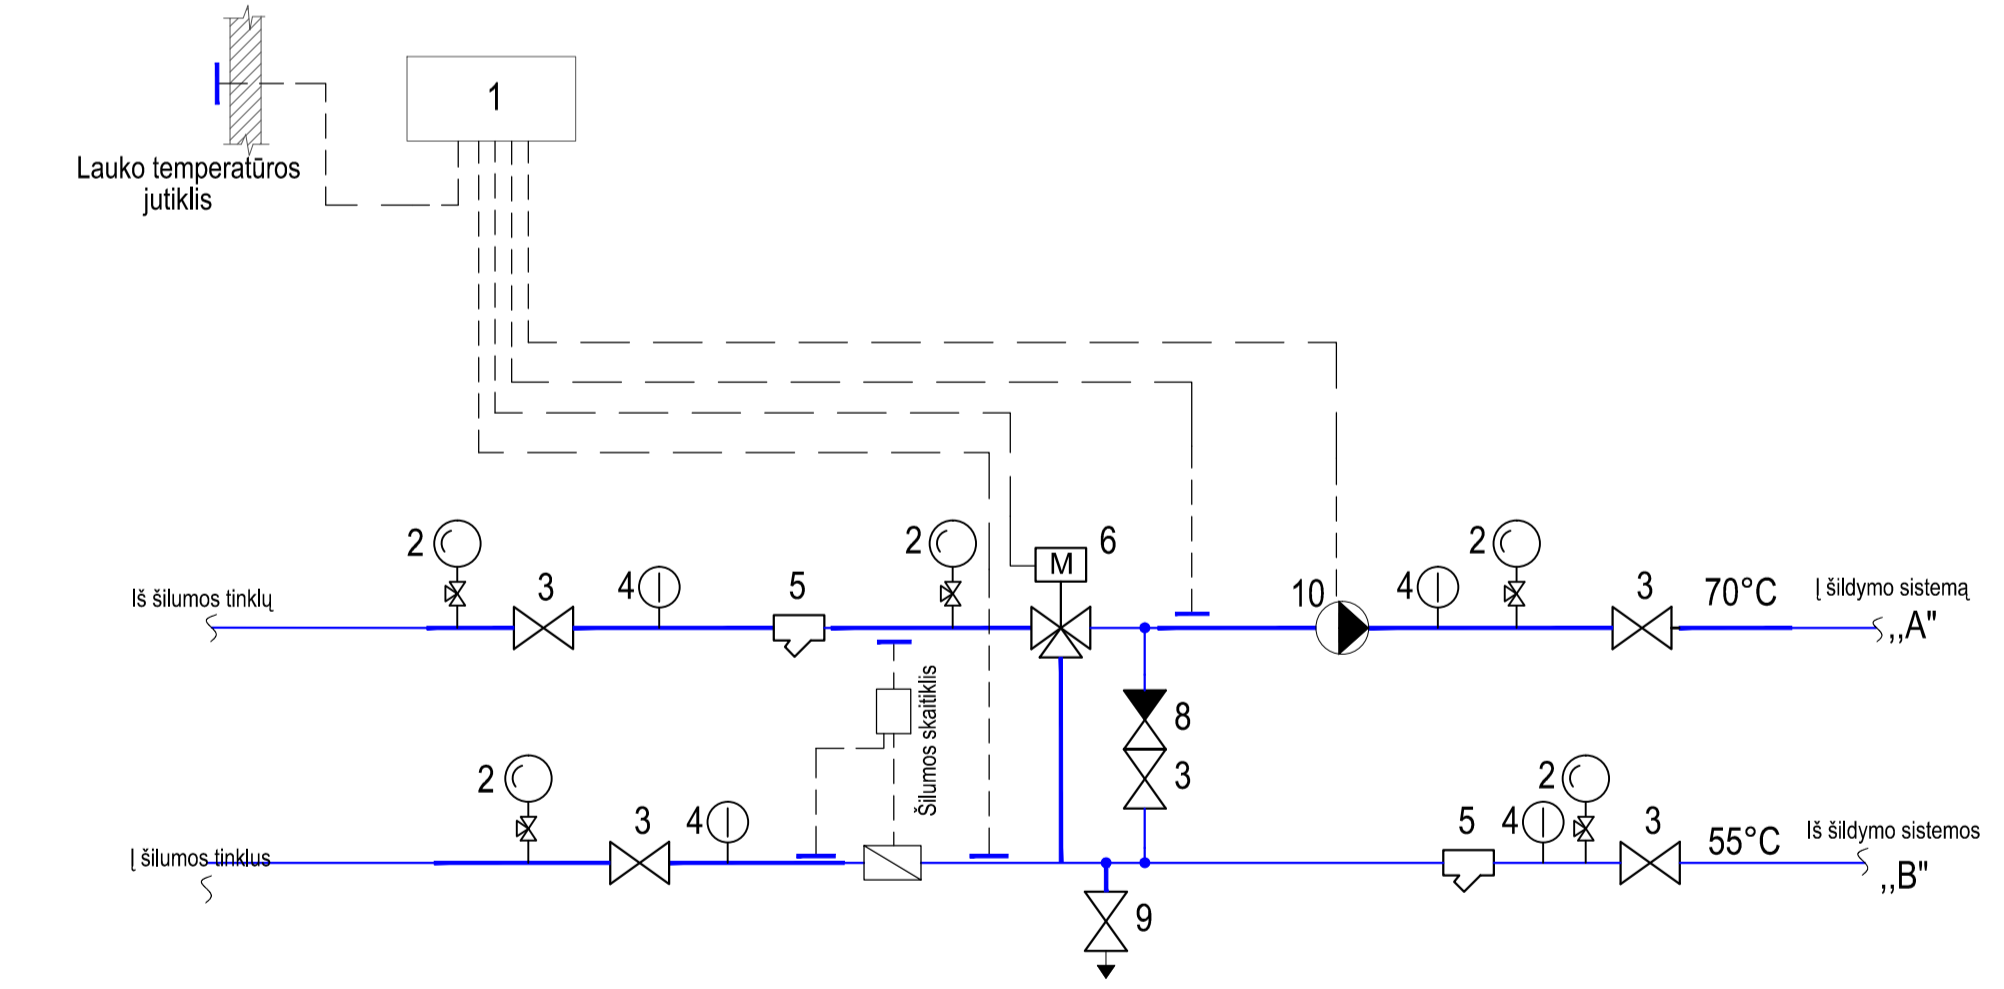 1
Lauko temperatūros
jutiklis
2
2
6
2
3
4
5
M
10
4
3
70°C
Iš šilumos tinklų
Į šildymo sistemą
,,A"
Šilumos skaitiklis
8
3
2
2
3
4
5
4
3
55°C
Į šilumos tinklus
Iš šildymo sistemos
,,B"
9